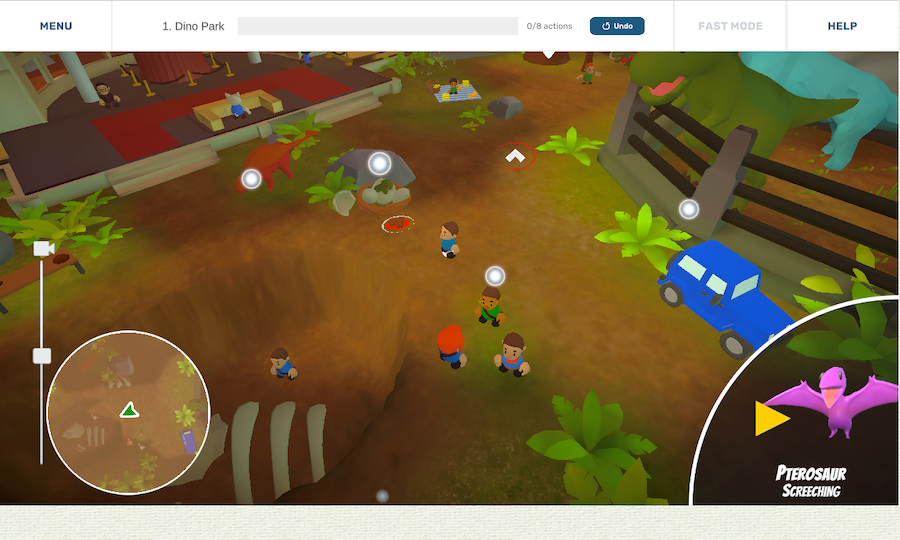 MENU
1. Dino Park
0/8 actions
Undo
FAST MODE
HELP
Pterosaur
Screeching